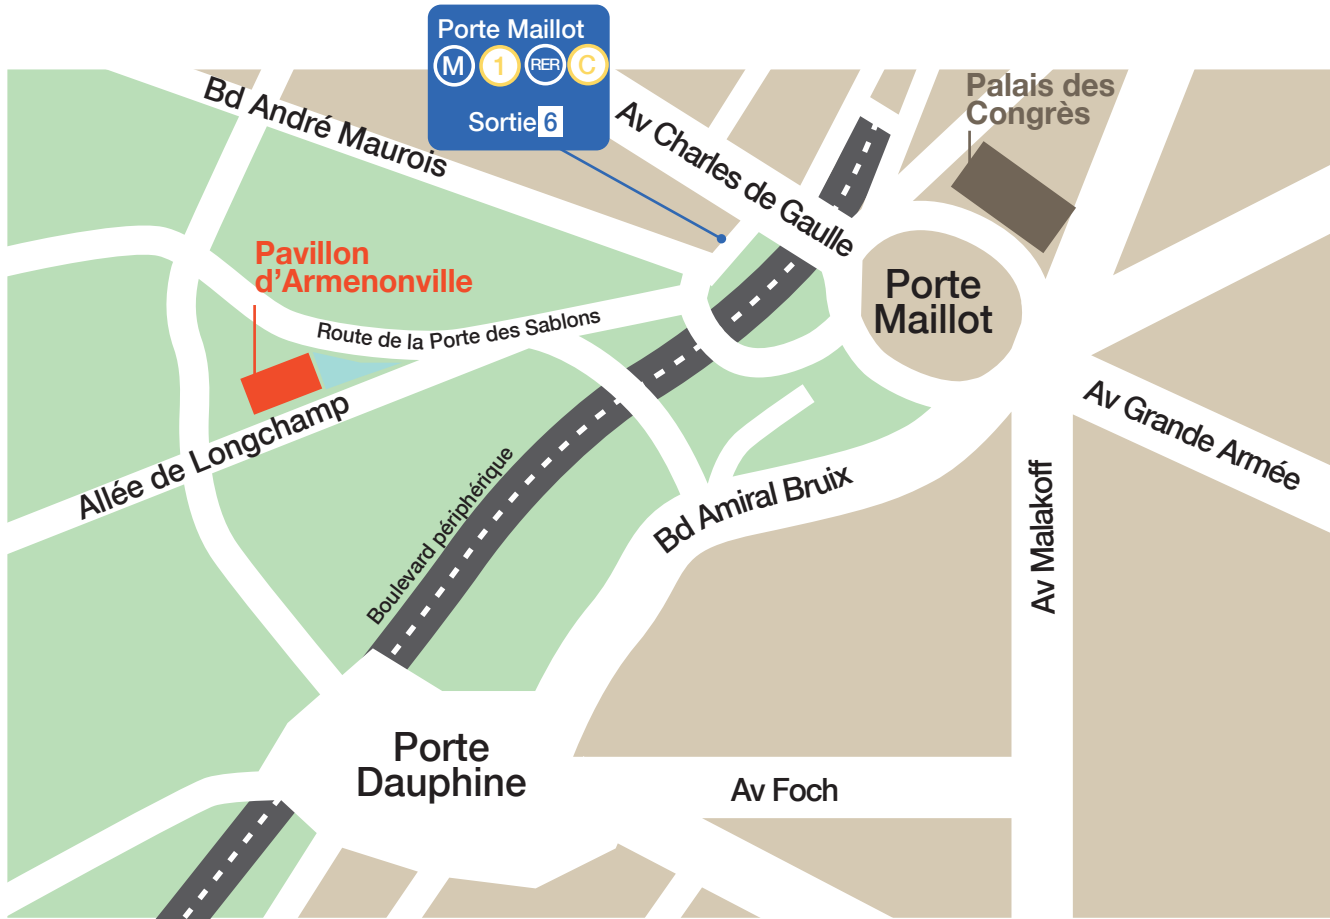 Porte Maillot
M 1 RER C
Sortie 6
Bd André Maurois
Av Charles de Gaulle
Palais des
Congrès
Pavillon
d’Armenonville
Porte
Maillot
Route de la Porte des Sablons
Allée de Longchamp
Av Grande Armée
Boulevard périphérique
Bd Amiral Bruix
Av Malakoff
Porte
Dauphine
Av Foch